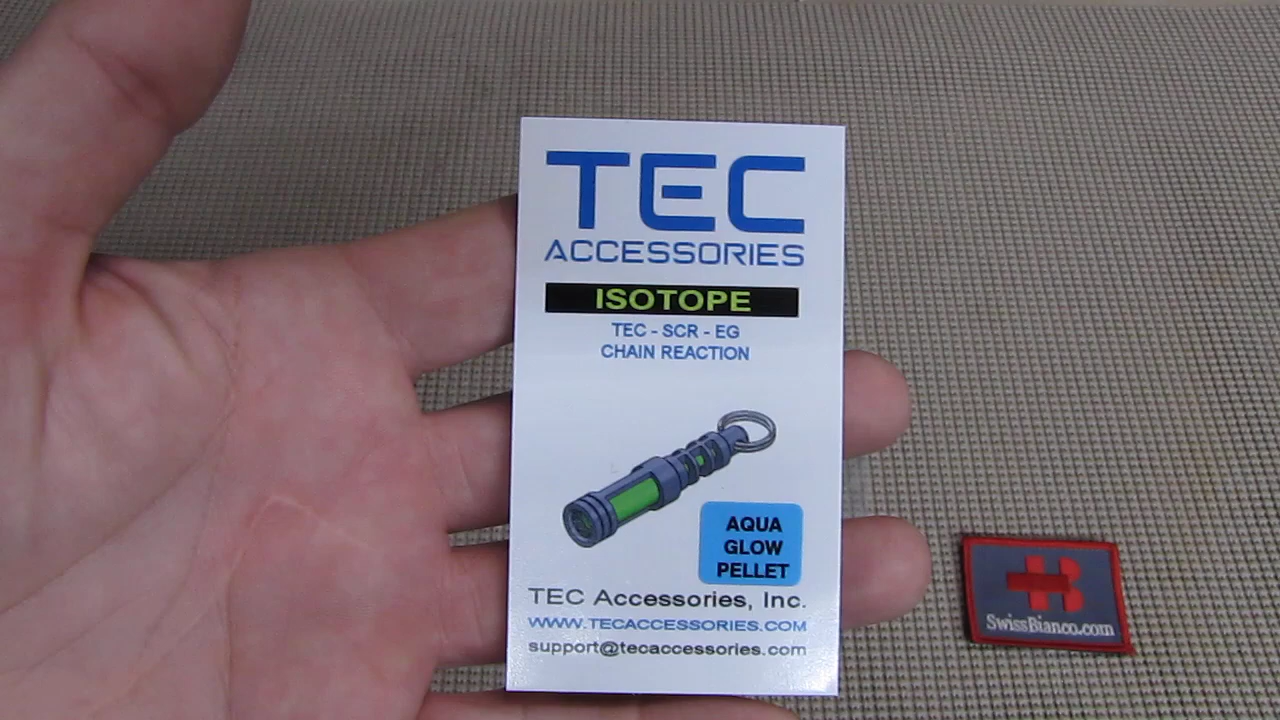 TEC
ACCESSORIES
ISOTOPE
TEC - SCR - EG
CHAIN REACTION
AQUA
GLOW
PELLET
TEC Accessories, Inc.
WWW.TECACCESSORIES.COM
support@tecaccessories.com
SwissBianco.com